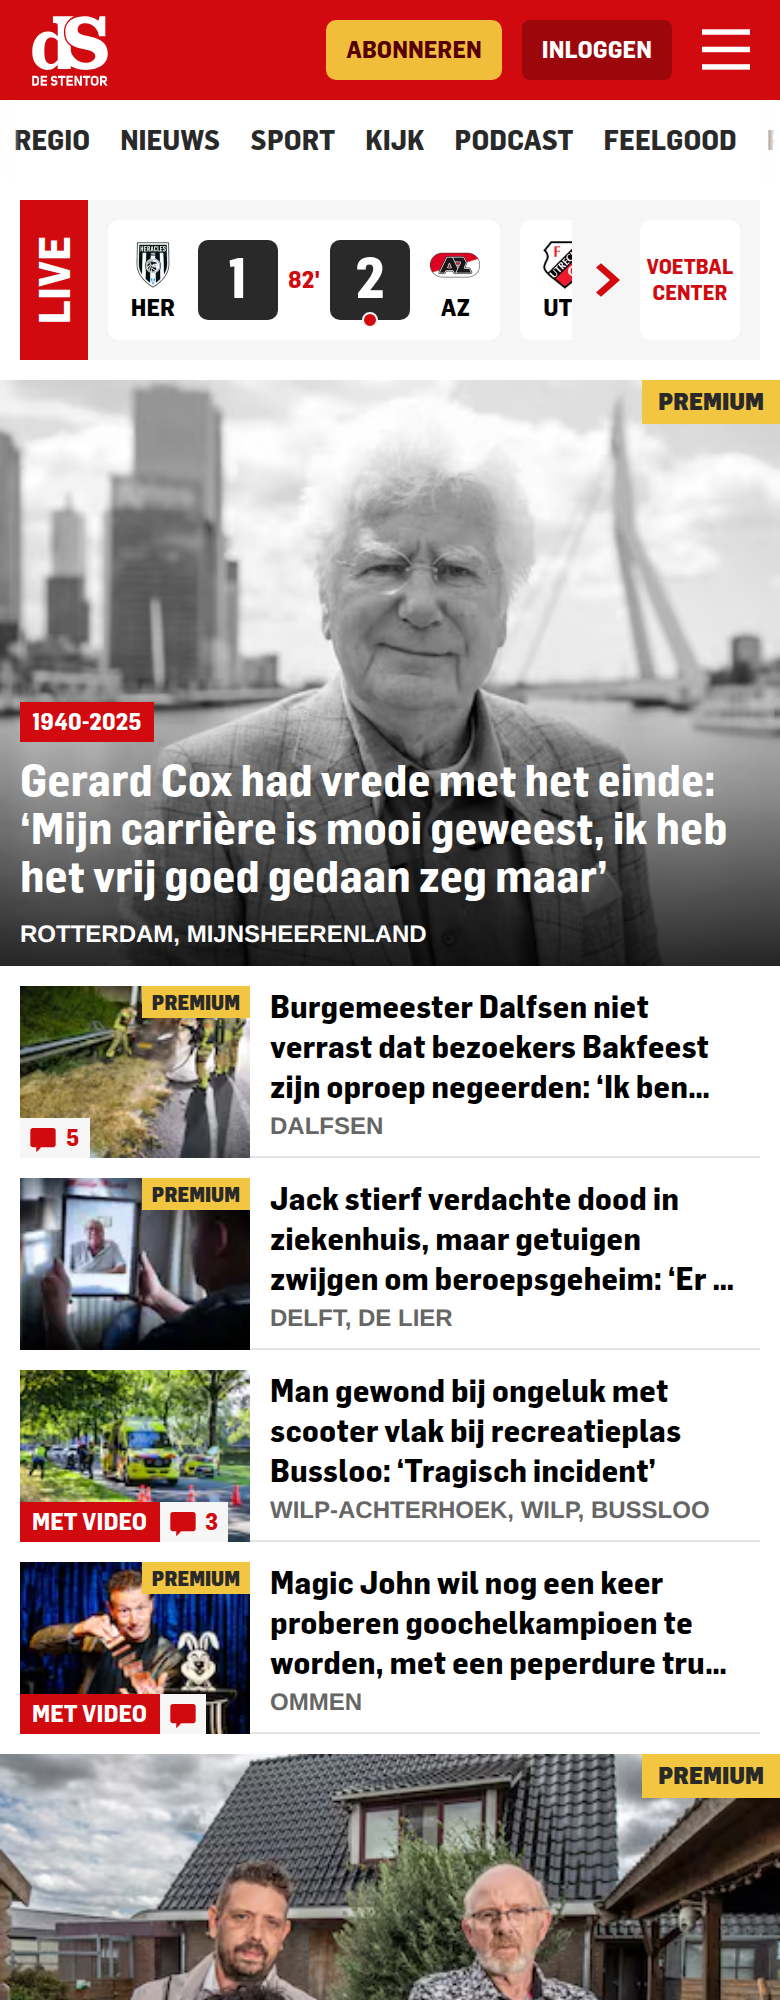 dS
DE STENTOR
ABONNEREN
INLOGGEN
REGIO NIEUWS SPORT KIJK PODCAST FEELGOOD
LIVE
HERACLES
HER
1
82'
2
AZ
AZ
FC
UTREC
UT
VOETBAL
CENTER
PREMIUM
1940-2025
Gerard Cox had vrede met het einde:
‘Mijn carrière is mooi geweest, ik heb
het vrij goed gedaan zeg maar’
ROTTERDAM, MIJNSHEERENLAND
PREMIUM
5
Burgemeester Dalfsen niet
verrast dat bezoekers Bakfeest
zijn oproep negeerden: ‘Ik ben...
DALFSEN
PREMIUM
Jack stierf verdachte dood in
ziekenhuis, maar getuigen
zwijgen om beroepsgeheim: ‘Er ...
DELFT, DE LIER
MET VIDEO
3
Man gewond bij ongeluk met
scooter vlak bij recreatieplas
Bussloo: ‘Tragisch incident’
WILP-ACHTERHOEK, WILP, BUSSLOO
PREMIUM
MET VIDEO
Magic John wil nog een keer
proberen goochelkampioen te
worden, met een peperdure tru...
OMMEN
PREMIUM